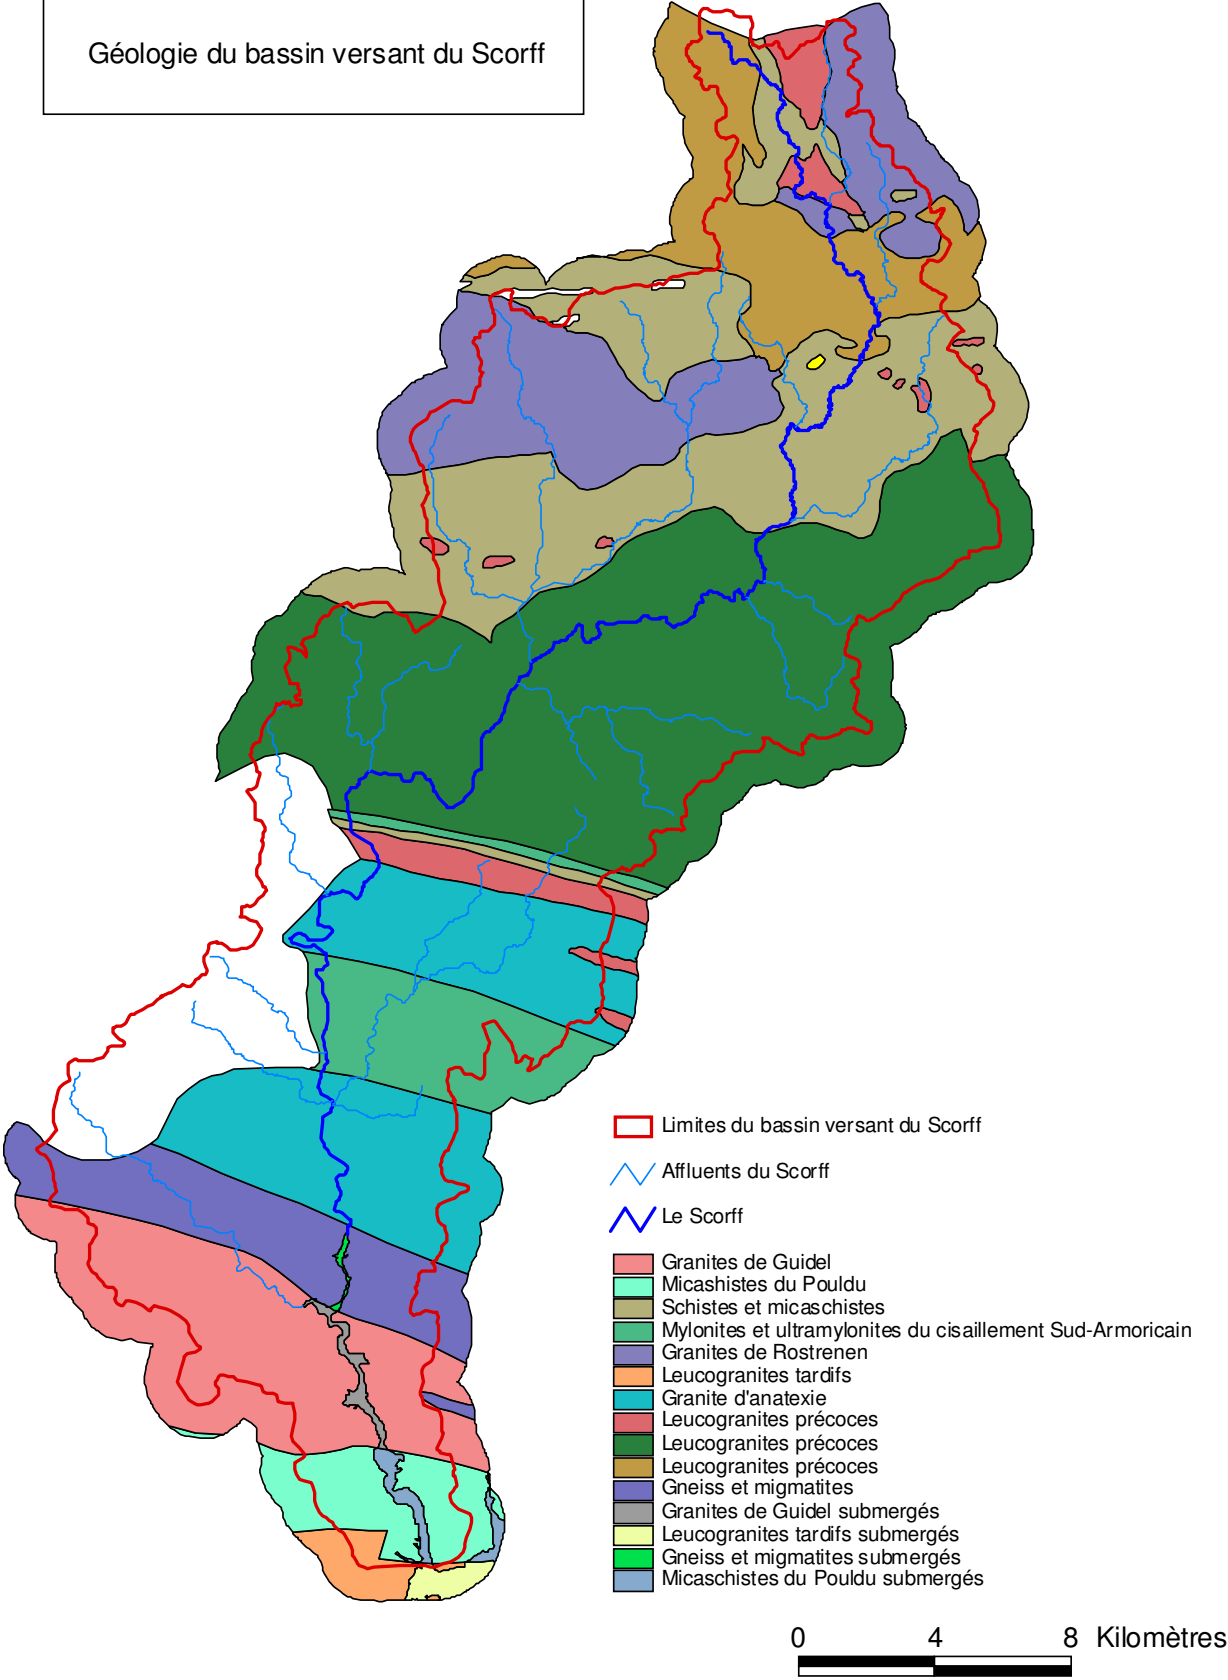 Géologie du bassin versant du Scorff
Limites du bassin versant du Scorff
Affluents du Scorff
Le Scorff
Granites de Guidel
Micashistes du Pouldu
Schistes et micaschistes
Mylonites et ultramylonites du cisaillement Sud-Armoricain
Granites de Rostrenen
Leucogranites tardifs
Granite d'anatexie
Leucogranites précoces
Leucogranites précoces
Leucogranites précoces
Gneiss et migmatites
Granites de Guidel submergés
Leucogranites tardifs submergés
Gneiss et migmatites submergés
Micaschistes du Pouldu submergés
0 4 8 Kilomètres